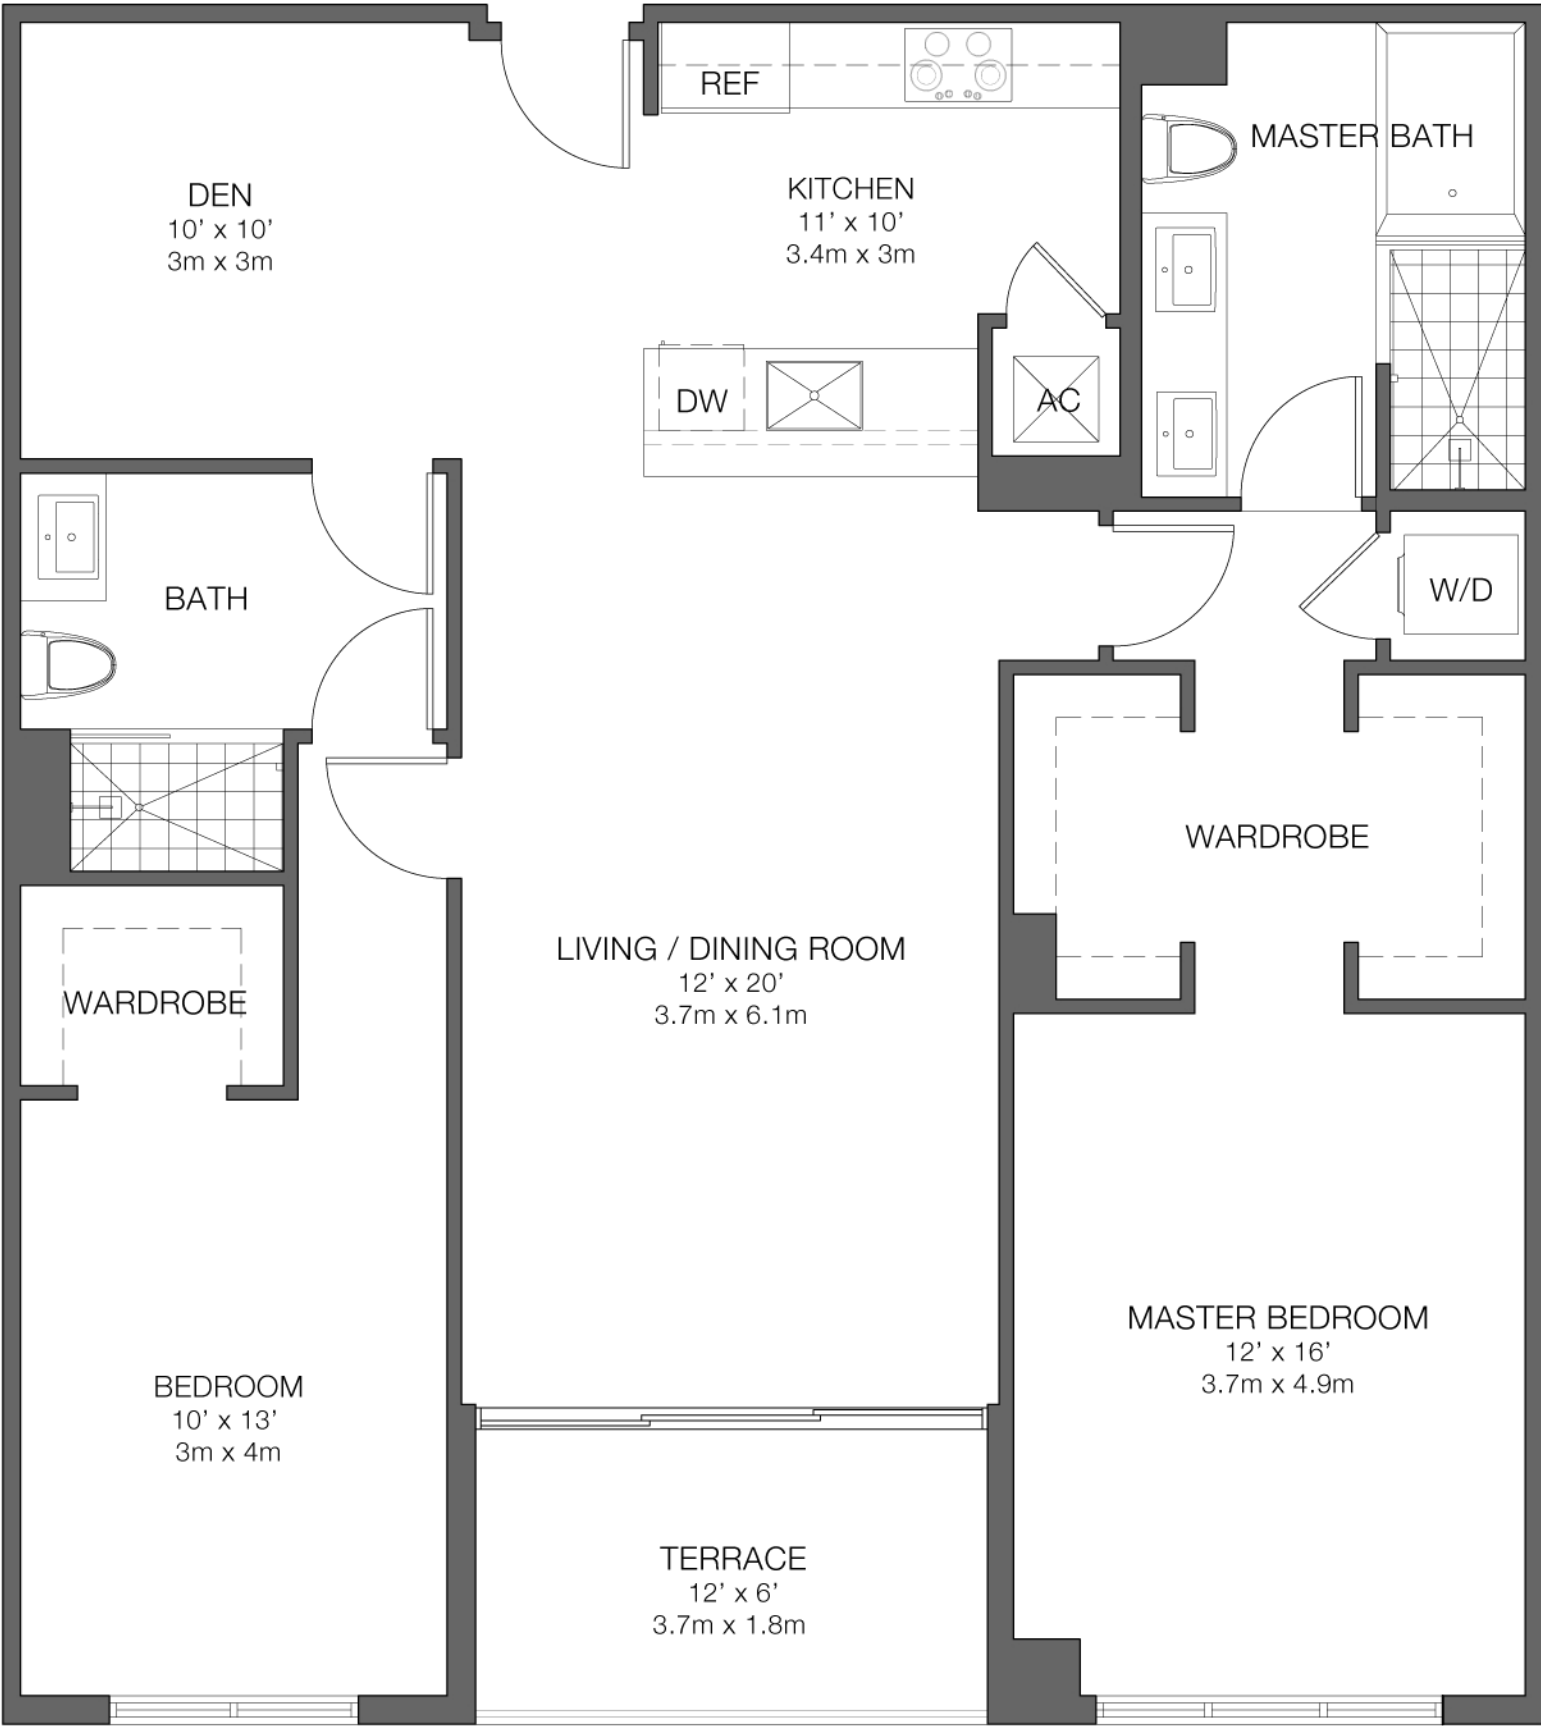 REF
MASTER BATH
DEN
10’ x 10’
3m x 3m
KITCHEN
11’ x 10’
3.4m x 3m
DW
AC
BATH
W/D
WARDROBE
LIVING / DINING ROOM
12’ x 20’
3.7m x 6.1m
WARDROBE
MASTER BEDROOM
12’ x 16’
3.7m x 4.9m
BEDROOM
10’ x 13’
3m x 4m
TERRACE
12’ x 6’
3.7m x 1.8m